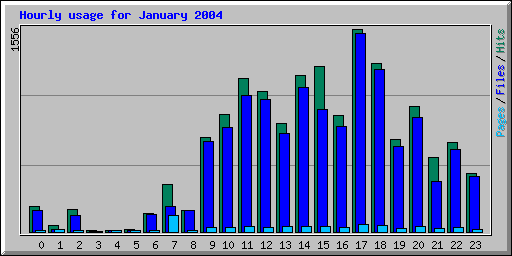 Hourly usage for January 2004
1556
Pages / Files / Hits
0 1 2 3 4 5 6 7 8 9 10 11 12 13 14 15 16 17 18 19 20 21 22 23